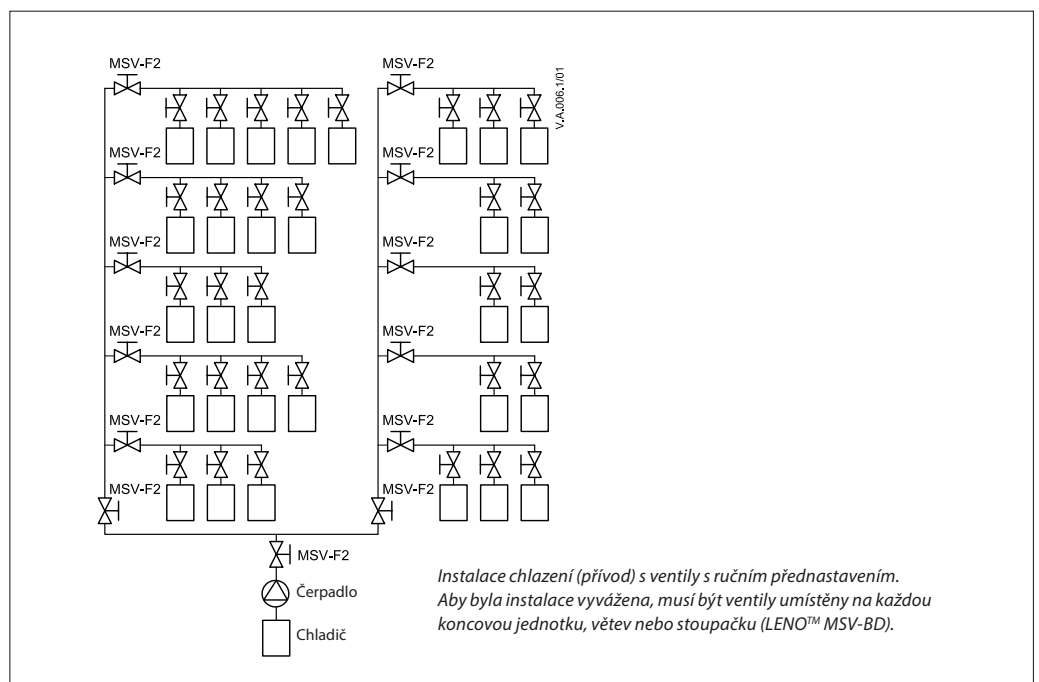 MSV-F2
MSV-F2
V.A.006.1/01
MSV-F2
MSV-F2
MSV-F2
MSV-F2
MSV-F2
MSV-F2
MSV-F2
MSV-F2
MSV-F2
MSV-F2
MSV-F2
Čerpadlo
Chladič
Instalace chlazení (přívod) s ventily s ručním přednastavením.
Aby byla instalace vyvážena, musí být ventily umístěny na každou
koncovou jednotku, větev nebo stoupačku (LENO™ MSV-BD).